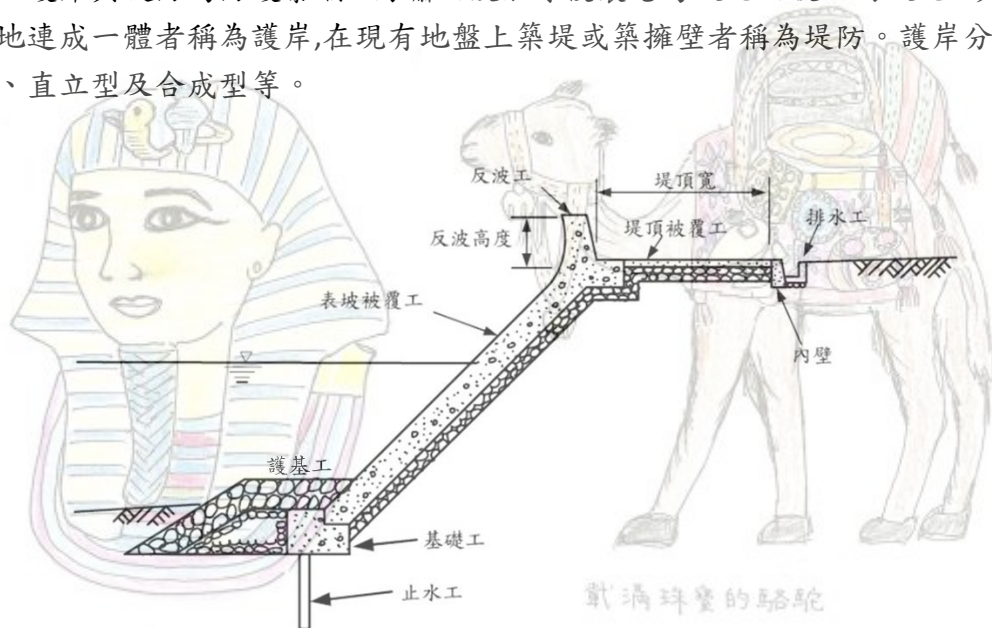 地連成一體者稱為護岸,在現有地盤上築堤或築擁壁者稱為堤防。護岸分
、直立型及合成型等。
反波工
堤頂寬
反波高度
堤頂被覆工
排水工
表坡被覆工
內壁
護基工
基礎工
止水工
載滿珠寶的駱駝